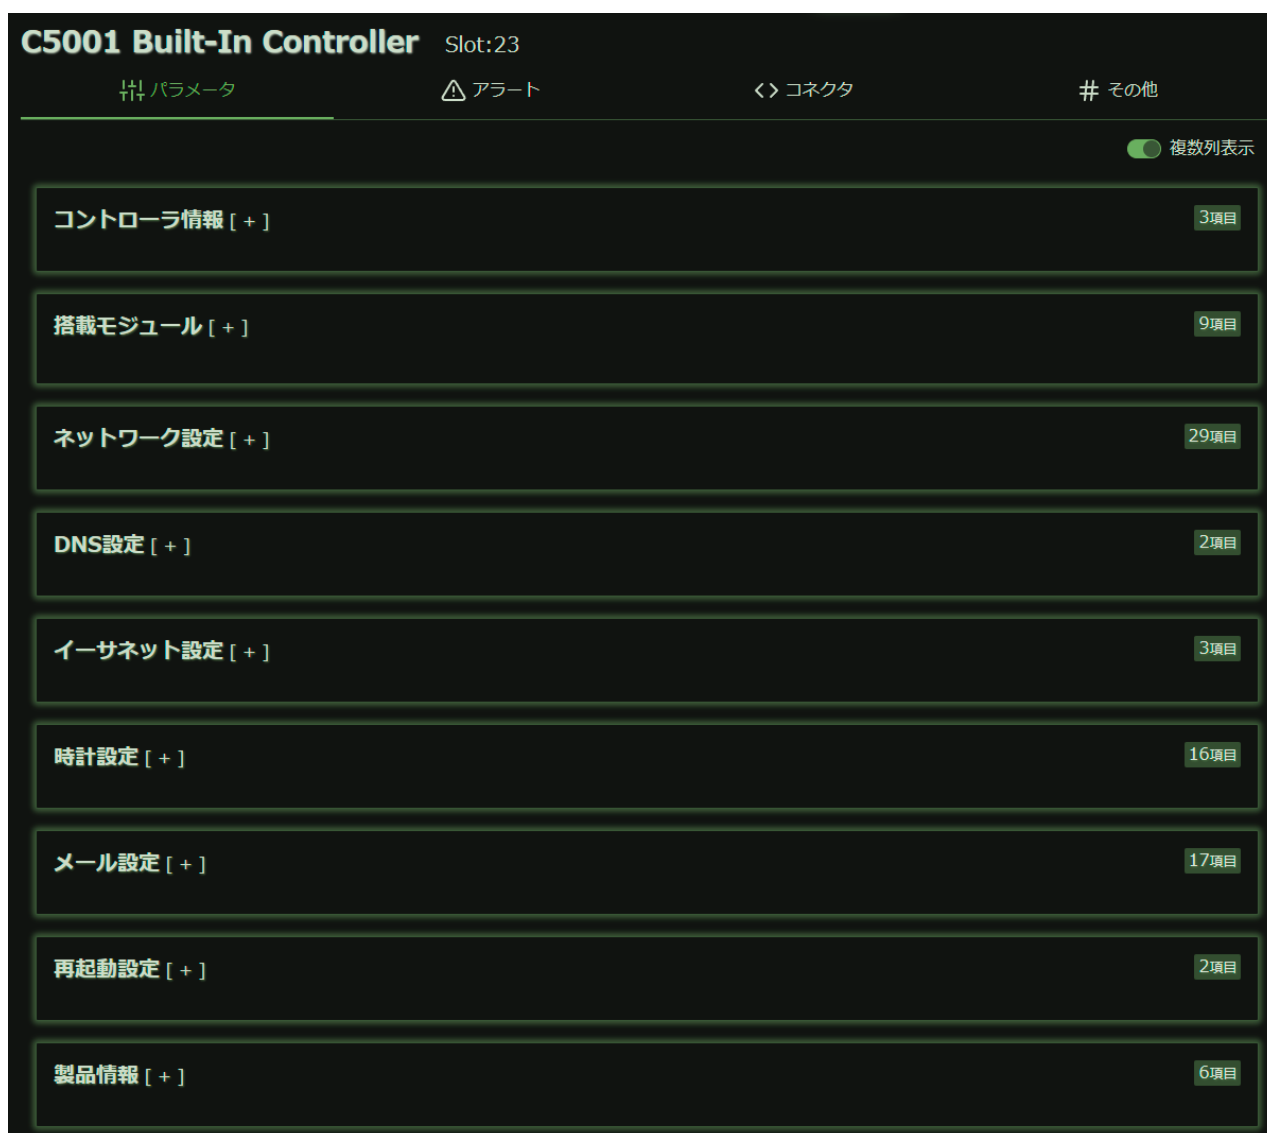 C5001 Built-In Controller Slot:23
パラメータ アラート コネクタ その他
複数列表示
コントローラ情報 [ + ] 3項目
搭載モジュール [ + ] 9項目
ネットワーク設定 [ + ] 29項目
DNS設定 [ + ] 2項目
イーサネット設定 [ + ] 3項目
時計設定 [ + ] 16項目
メール設定 [ + ] 17項目
再起動設定 [ + ] 2項目
製品情報 [ + ] 6項目